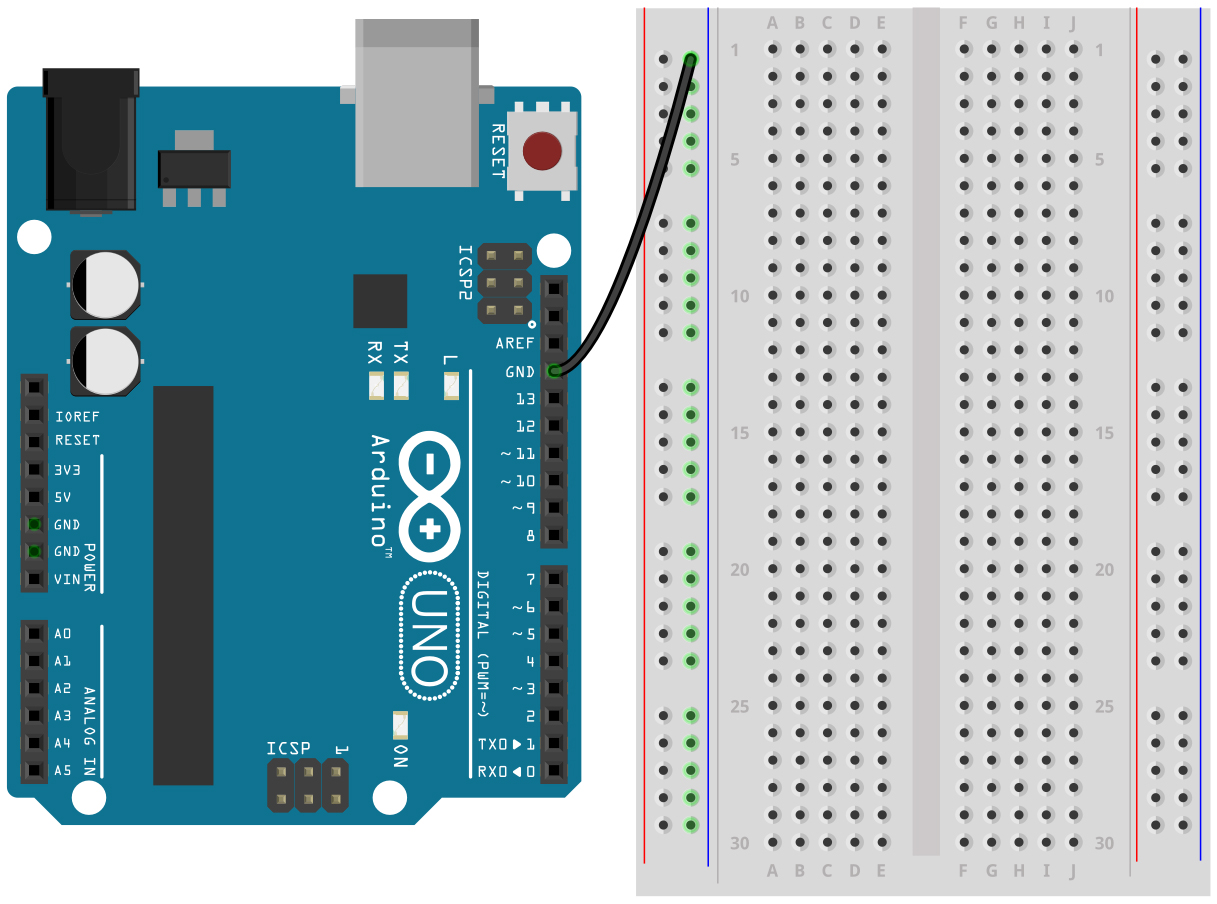 RESET
ICSP2
AREF
GND
13
12
~11
~10
~9
8
7
~6
~5
4
~3
2
TX0▶1
RX0◀0
DIGITAL (PWM=~)
RX
TX
L
Arduino™
UNO
IOREF
RESET
3V3
5V
GND
GND
VIN
POWER
A0
A1
A2
A3
A4
A5
ANALOG IN
ICSP
1
ON
A B C D E F G H I J
1 1
5 5
10 10
15 15
20 20
25 25
30 30
A B C D E F G H I J